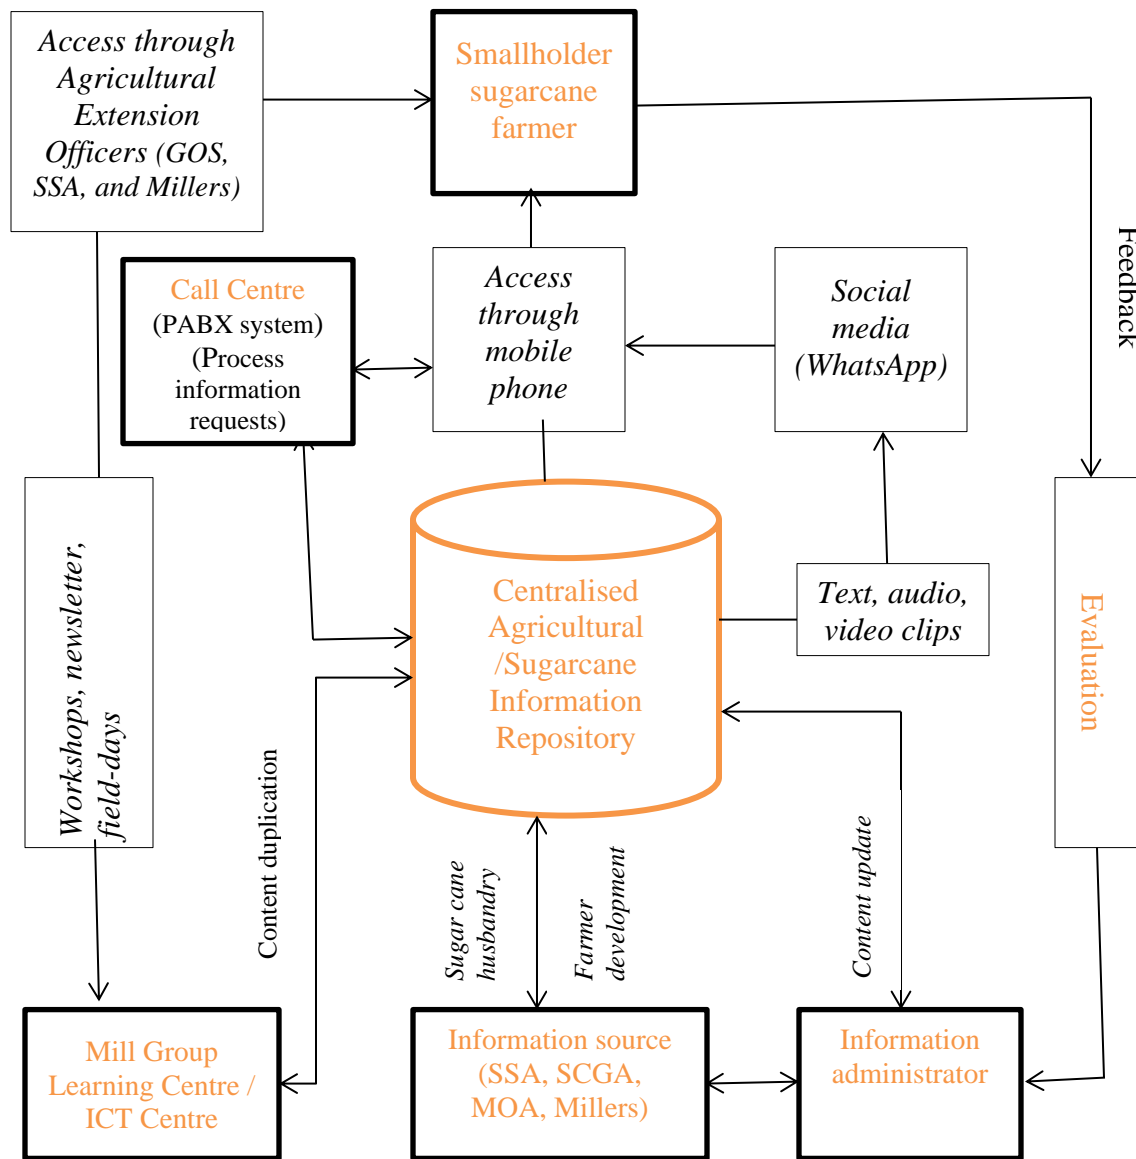 Access through
Agricultural
Extension
Officers (GOS,
SSA, and Millers)
Smallholder
sugarcane
farmer
Feedback
Call Centre
(PABX system)
(Process
information
requests)
Access
through
mobile
phone
Social
media
(WhatsApp)
Workshops, newsletter,
field-days
Centralised
Agricultural
/Sugarcane
Information
Repository
Text, audio,
video clips
Evaluation
Content duplication
Sugar cane
husbandry
Farmer
development
Content update
Mill Group
Learning Centre /
ICT Centre
Information source
(SSA, SCGA,
MOA, Millers)
Information
administrator